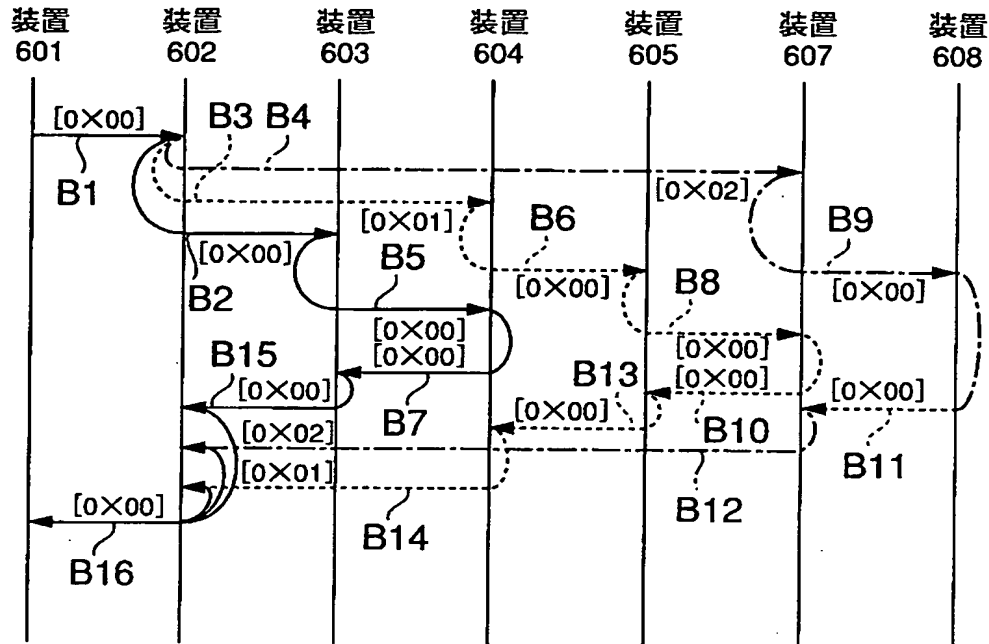 装置 装置 装置 装置 装置 装置 装置
601 602 603 604 605 607 608
[0×00] B3 B4
B1
[0×02]
[0×01] B6 B9
[0×00] B5
B2 [0×00] B8 [0×00]
[0×00] [0×00]
B15 [0×00] B13 [0×00]
[0×00] B7 [0×00] B10 [0×00]
[0×02] B11
[0×01] B12
[0×00] B14
B16